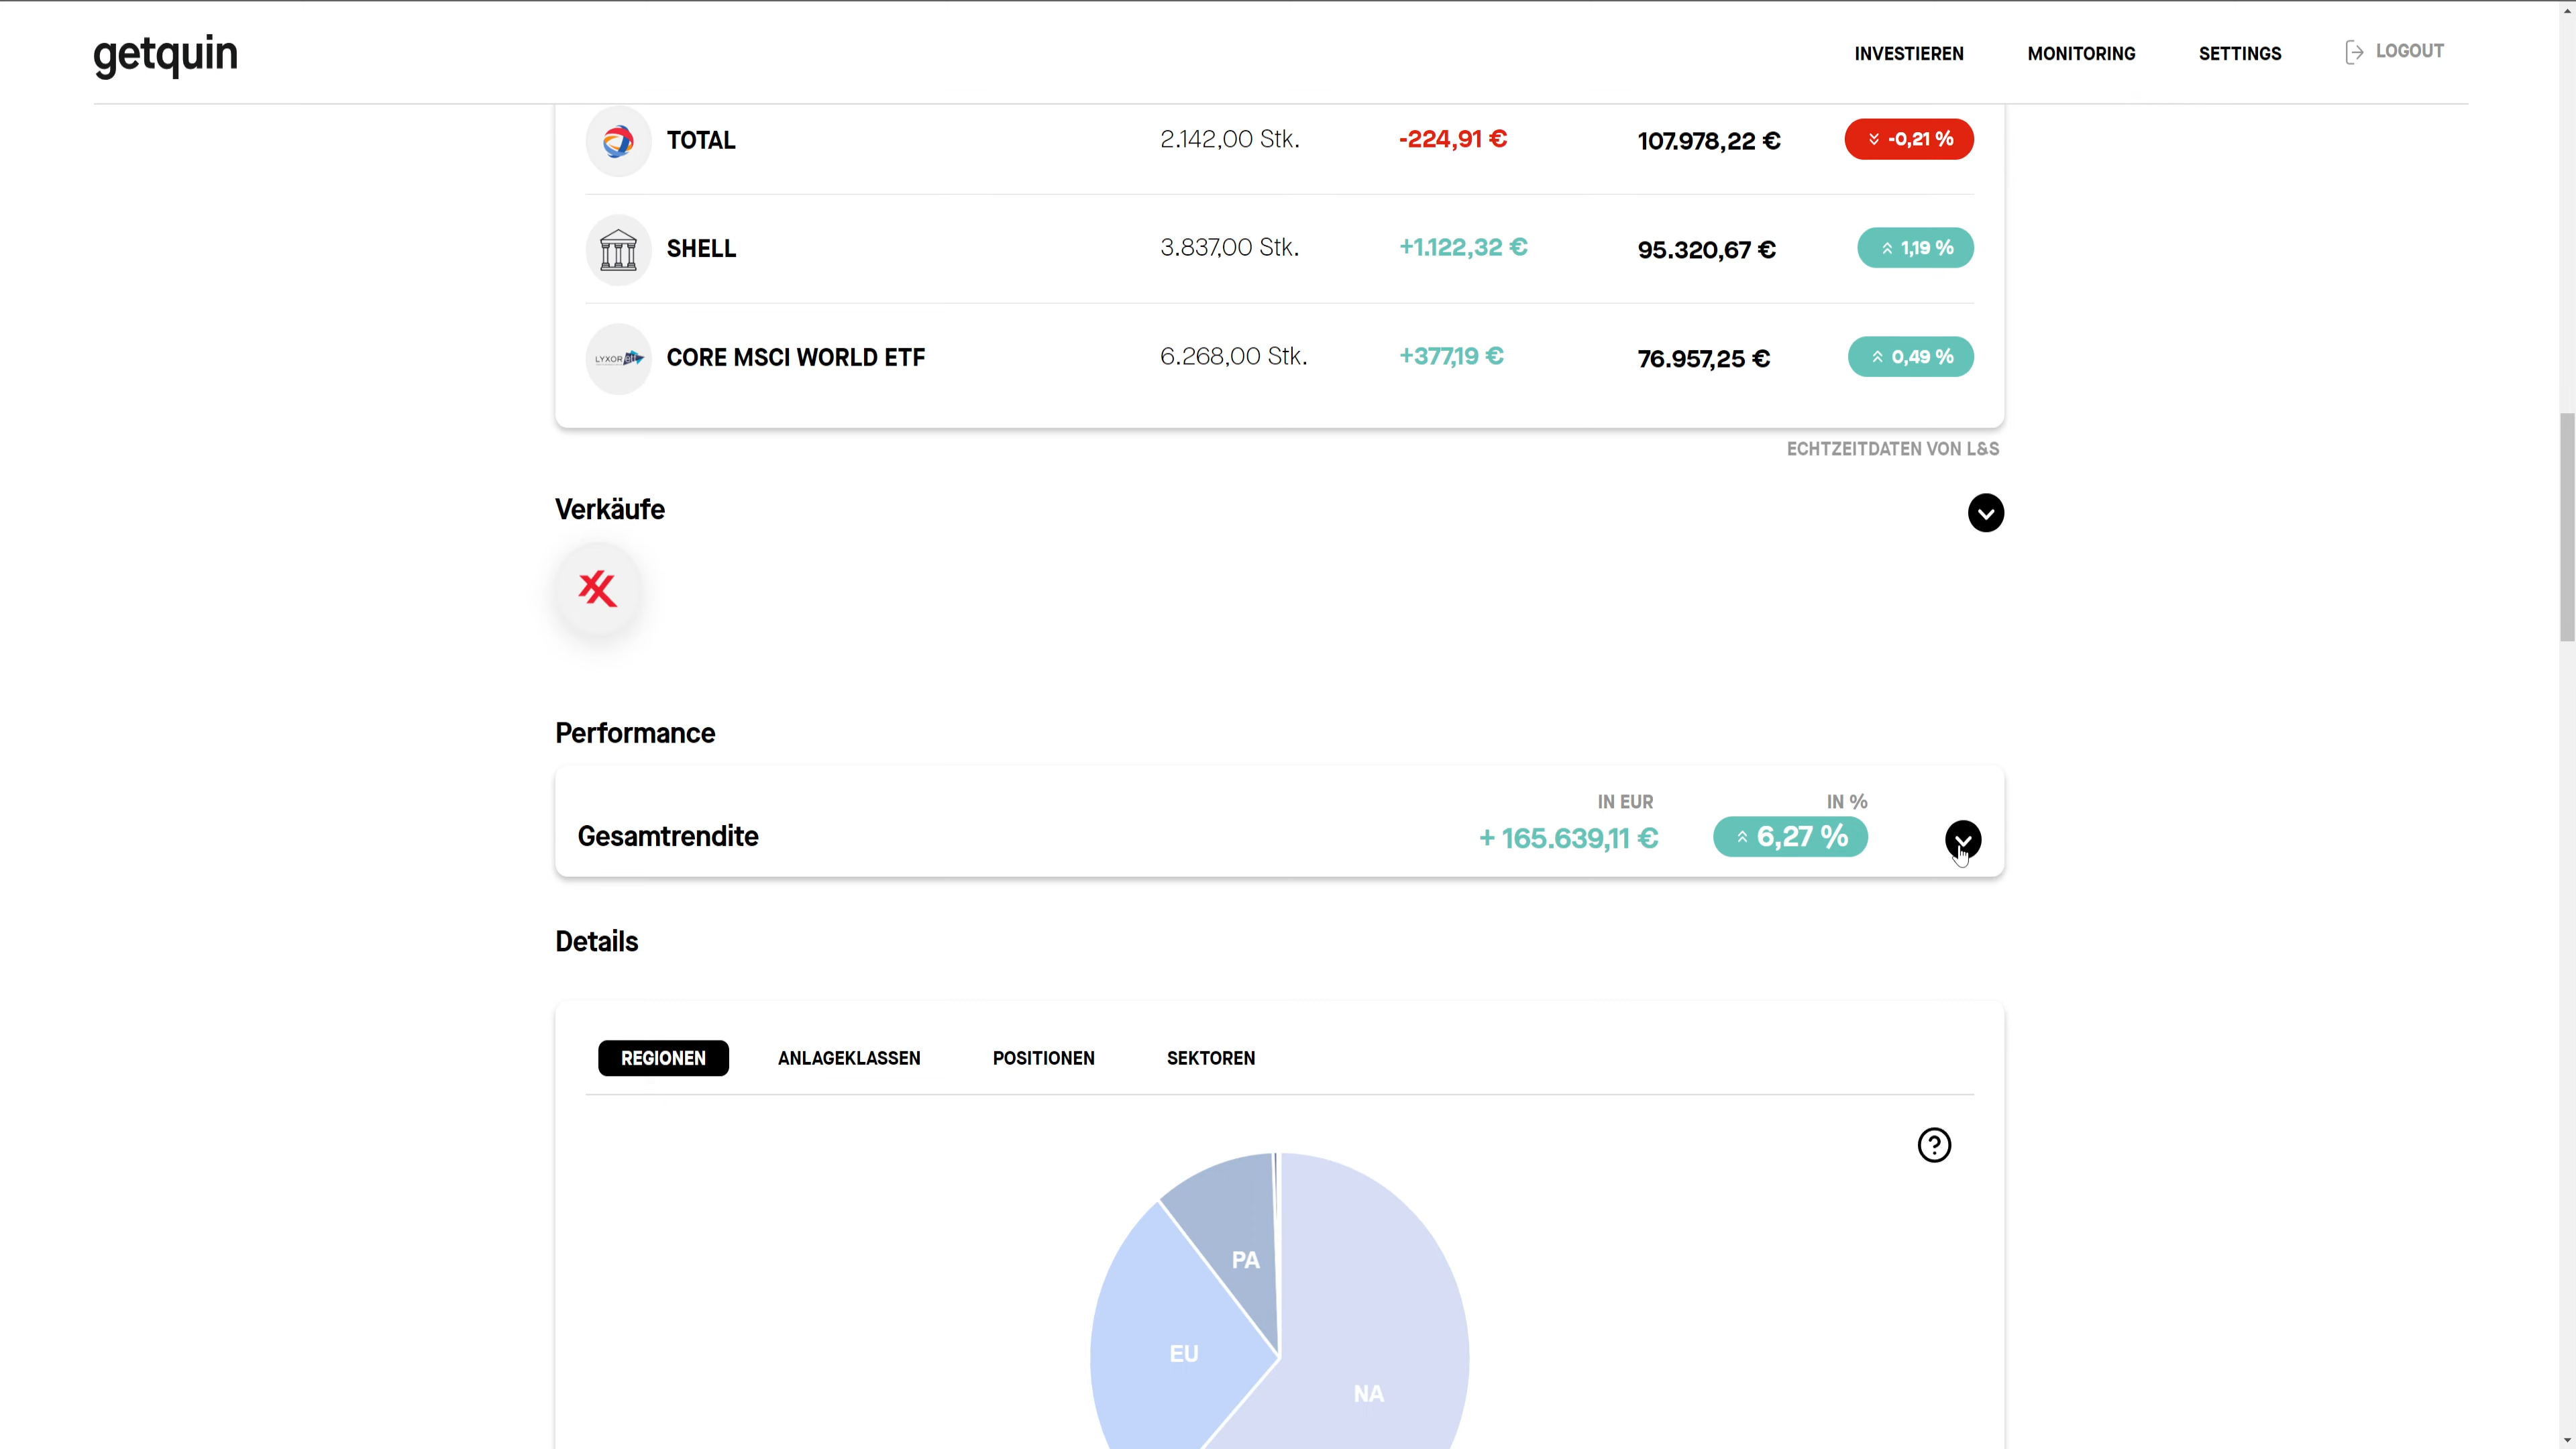 getquin
INVESTIEREN MONITORING SETTINGS LOGOUT
TOTAL 2.142,00 Stk. -224,91 € 107.978,22 € -0,21 %
SHELL 3.837,00 Stk. +1.122,32 € 95.320,67 € 1,19 %
LYXOR ETF CORE MSCI WORLD ETF 6.268,00 Stk. +377,19 € 76.957,25 € 0,49 %
ECHTZEITDATEN VON L&S
Verkäufe
Performance
IN EUR IN %
Gesamtrendite + 165.639,11 € 6,27 %
Details
REGIONEN ANLAGEKLASSEN POSITIONEN SEKTOREN
?
PA
EU
NA